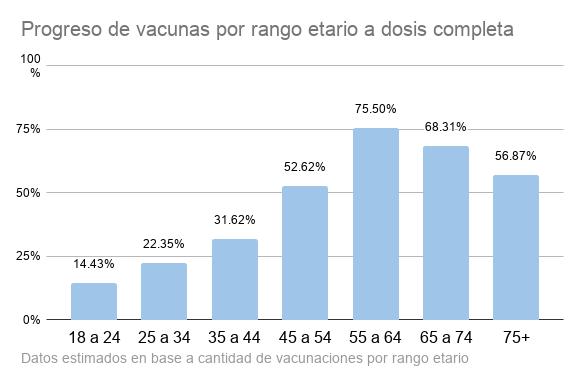 Progreso de vacunas por rango etario a dosis completa
100
%
75%
50%
25%
0%
14.43%
22.35%
31.62%
52.62%
75.50%
68.31%
56.87%
18 a 24
25 a 34
35 a 44
45 a 54
55 a 64
65 a 74
75+
Datos estimados en base a cantidad de vacunaciones por rango etario